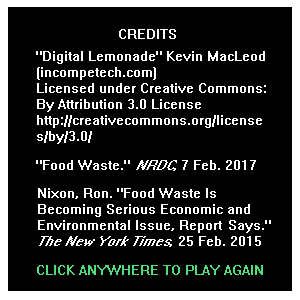 CREDITS
"Digital Lemonade" Kevin MacLeod
(incompetech.com)
Licensed under Creative Commons:
By Attribution 3.0 License
http://creativecommons.org/license
s/by/3.0/
"Food Waste." NRDC, 7 Feb. 2017
Nixon, Ron. "Food Waste Is
Becoming Serious Economic and
Environmental Issue, Report Says."
The New York Times, 25 Feb. 2015
CLICK ANYWHERE TO PLAY AGAIN